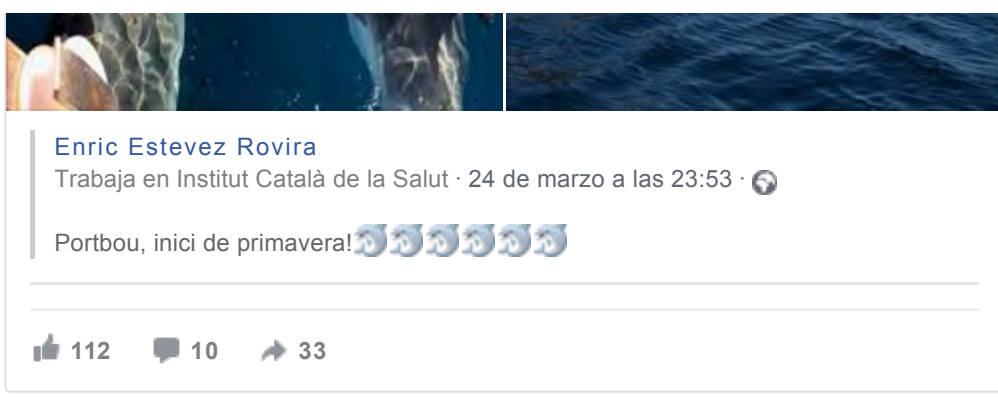 Enric Estevez Rovira
Trabaja en Institut Català de la Salut · 24 de marzo a las 23:53 ·
Portbou, inici de primavera!🐬🐬🐬🐬🐬🐬
112 10 33